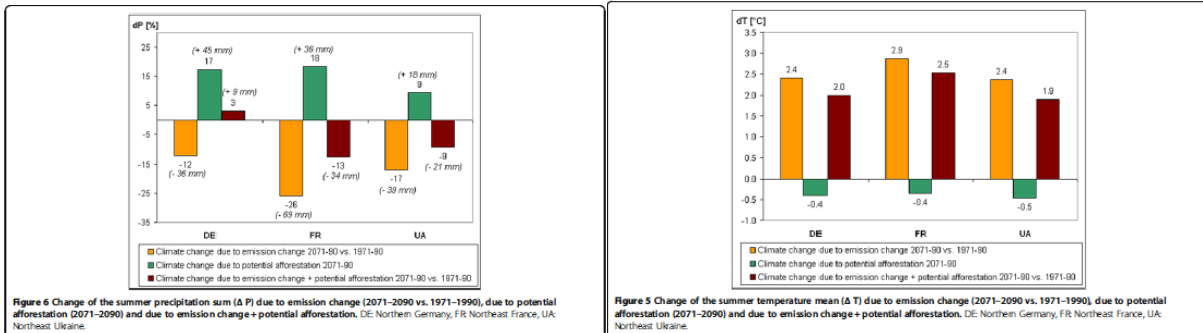 dP [%]
25
15
5
-5
-15
-25
-35
(+ 45 mm)
17
(+ 9 mm)
3
-12
(- 36 mm)
(+ 36 mm)
18
-26
(- 69 mm)
-13
(- 34 mm)
(+ 18 mm)
9
-17
(- 39 mm)
-9
(- 21 mm)
DE
FR
UA
Climate change due to emission change 2071-90 vs. 1971-90
Climate change due to potential afforestation 2071-90
Climate change due to emission change + potential afforestation 2071-90 vs. 1971-90
Figure 6 Change of the summer precipitation sum (Δ P) due to emission change (2071–2090 vs. 1971–1990), due to potential
afforestation (2071–2090) and due to emission change + potential afforestation. DE: Northern Germany, FR: Northeast France, UA:
Northeast Ukraine.
dT [°C]
3.5
3.0
2.5
2.0
1.5
1.0
0.5
0.0
-0.5
-1.0
2.4
2.0
-0.4
2.9
2.5
-0.4
2.4
1.9
-0.5
DE
FR
UA
Climate change due to emission change 2071-90 vs. 1971-90
Climate change due to potential afforestation 2071-90
Climate change due to emission change + potential afforestation 2071-90 vs. 1971-90
Figure 5 Change of the summer temperature mean (Δ T) due to emission change (2071–2090 vs. 1971–1990), due to potential
afforestation (2071–2090) and due to emission change + potential afforestation. DE: Northern Germany, FR: Northeast France, UA:
Northeast Ukraine.